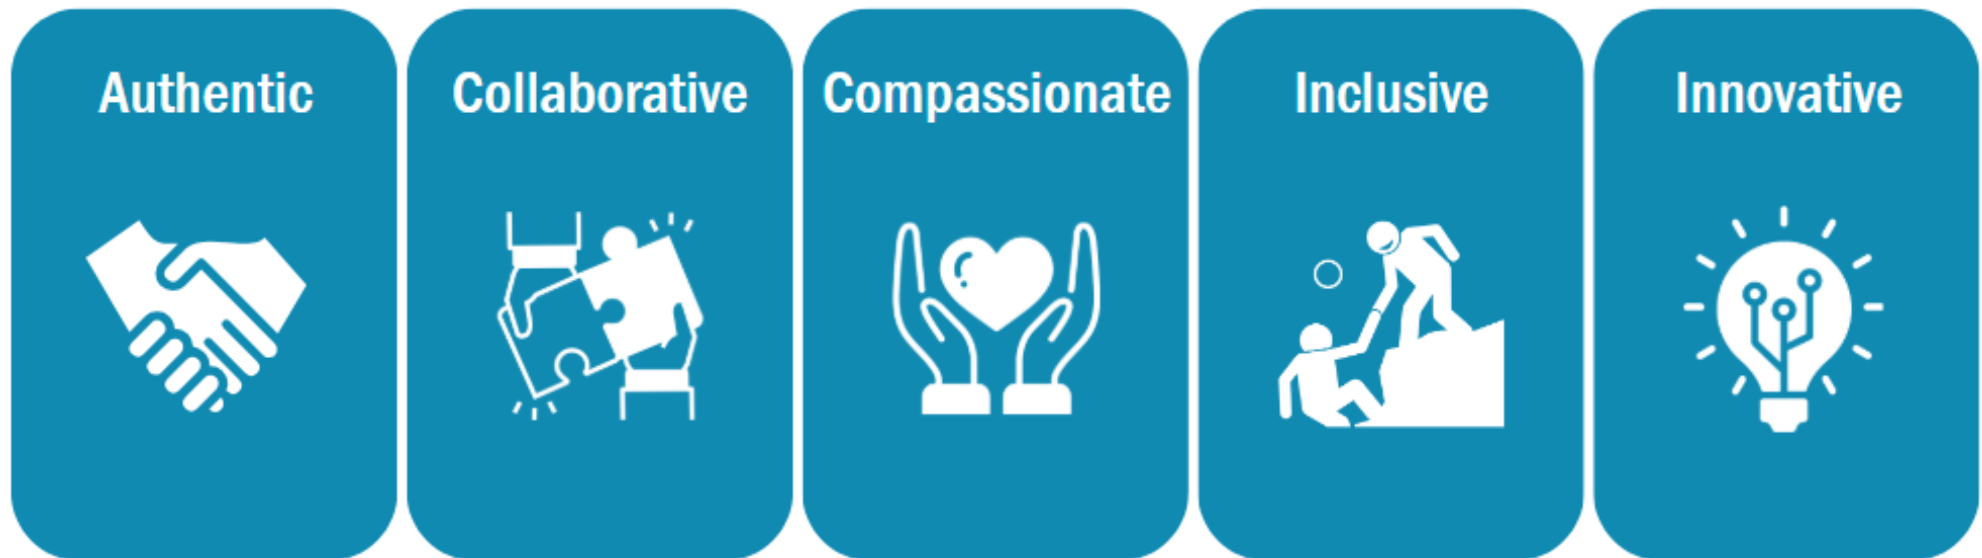 Authentic
Collaborative
Compassionate
Inclusive
Innovative